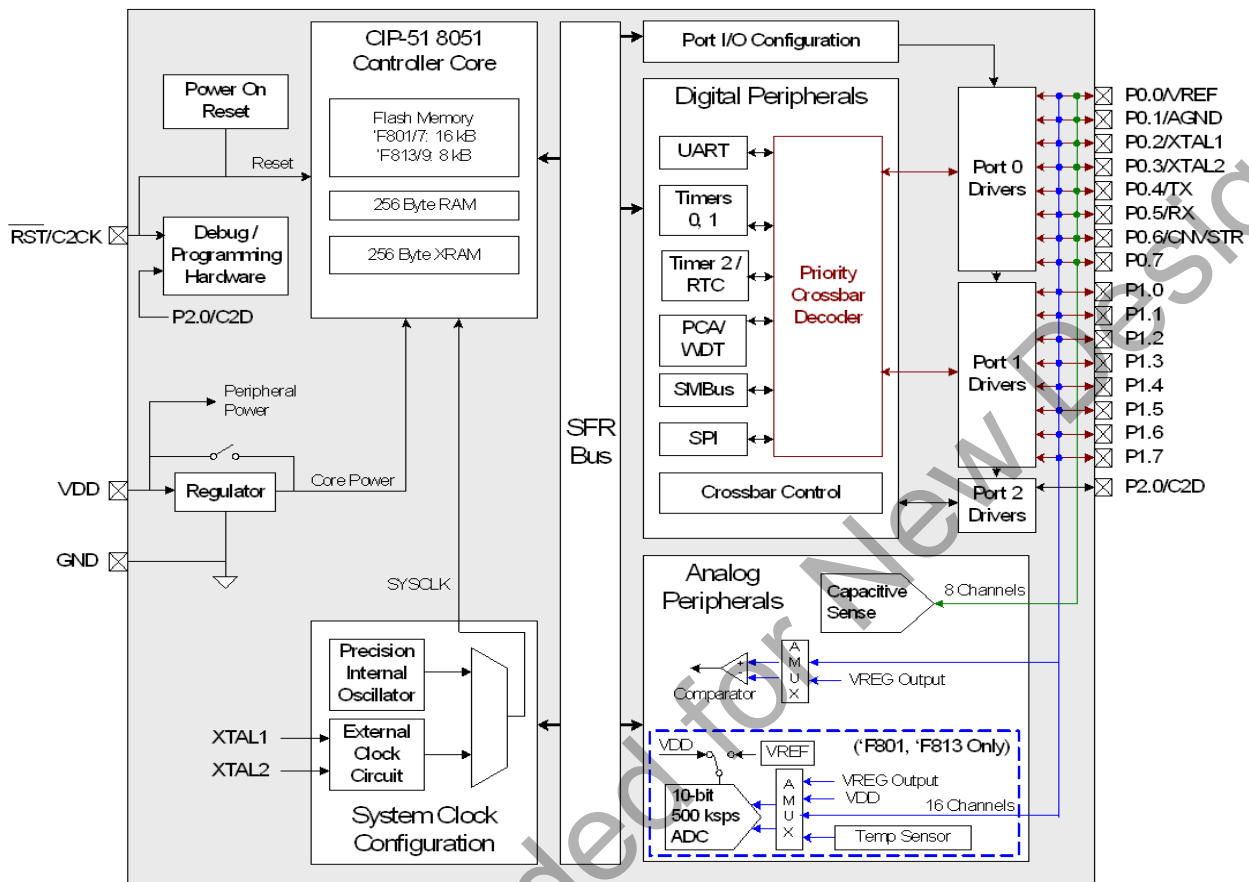 CIP-51 8051
Controller Core
Flash Memory
'F801/7: 16 kB
'F813/9: 8 kB
256 Byte RAM
256 Byte XRAM
Power On
Reset
Reset
RST/C2CK
Debug /
Programming
Hardware
P2.0/C2D
Peripheral
Power
VDD
Regulator
Core Power
GND
SYSCLK
Precision
Internal
Oscillator
XTAL1
XTAL2
External
Clock
Circuit
System Clock
Configuration
SFR
Bus
Port I/O Configuration
Digital Peripherals
UART
Timers
0, 1
Timer 2 /
RTC
PCA/
WDT
SMBus
SPI
Priority
Crossbar
Decoder
Crossbar Control
Port 0
Drivers
Port 1
Drivers
Port 2
Drivers
P0.0/VREF
P0.1/AGND
P0.2/XTAL1
P0.3/XTAL2
P0.4/TX
P0.5/RX
P0.6/CNVSTR
P0.7
P1.0
P1.1
P1.2
P1.3
P1.4
P1.5
P1.6
P1.7
P2.0/C2D
Analog
Peripherals
Capacitive
Sense
8 Channels
Comparator
+
-
A
M
U
X
VREG Output
('F801, 'F813 Only)
VDD
VREF
10-bit
500 ksps
ADC
A
M
U
X
VREG Output
VDD
16 Channels
Temp Sensor
ded for New Desig